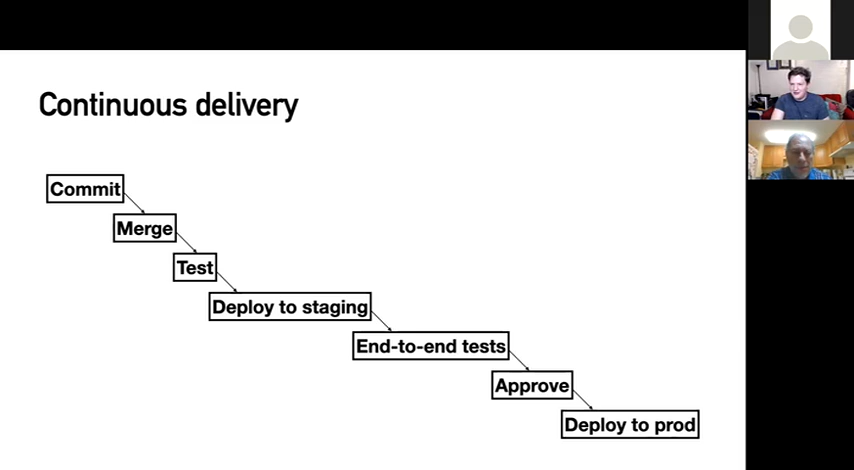 Continuous delivery
Commit
Merge
Test
Deploy to staging
End-to-end tests
Approve
Deploy to prod